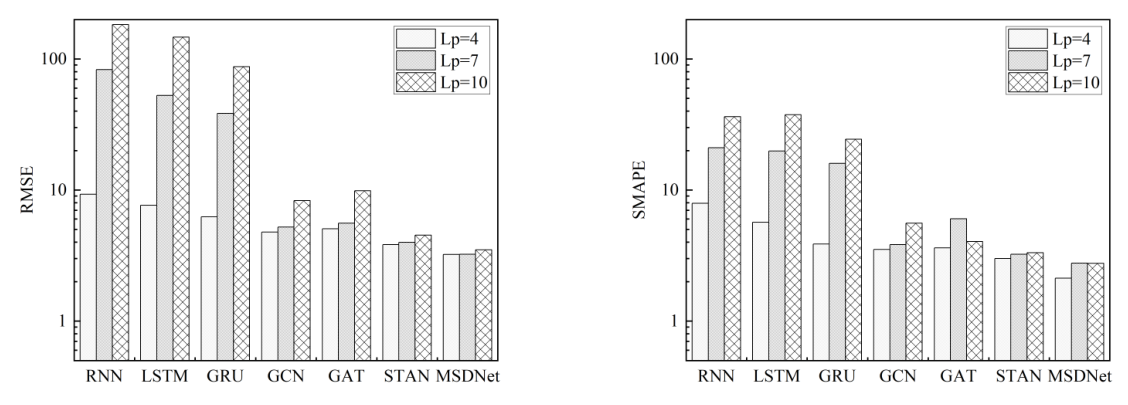 Lp=4
Lp=7
Lp=10
100
10
1
RMSE
RNN LSTM GRU GCN GAT STAN MSDNet
Lp=4
Lp=7
Lp=10
100
10
1
SMAPE
RNN LSTM GRU GCN GAT STAN MSDNet